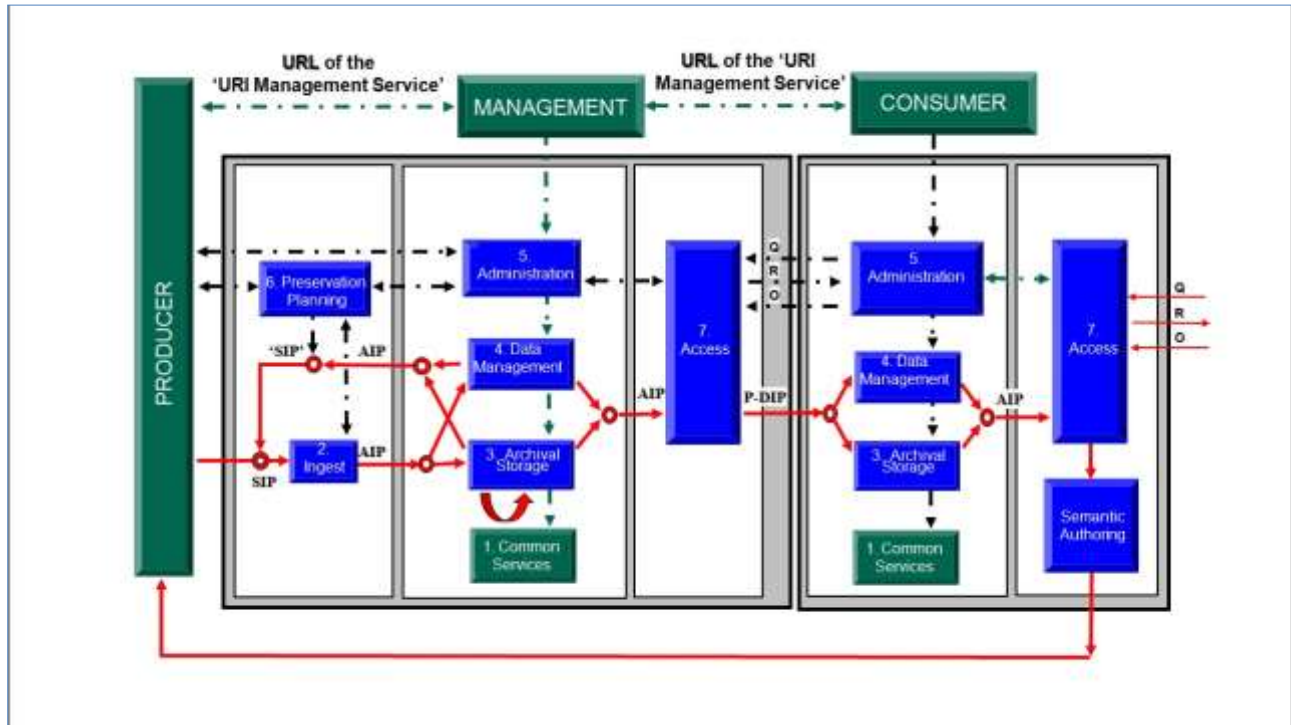 URL of the
'URI Management Service'
URL of the 'URI
Management Service'
MANAGEMENT
CONSUMER
PRODUCER
5.
Administration
6. Preservation
Planning
4. Data
Management
3. Archival
Storage
2.
Ingest
1. Common
Services
7.
Access
'SIP'
AIP
SIP
AIP
AIP
Q
R
O
P-DIP
5.
Administration
4. Data
Management
3. Archival
Storage
1. Common
Services
AIP
7.
Access
Q
R
O
Semantic
Authoring